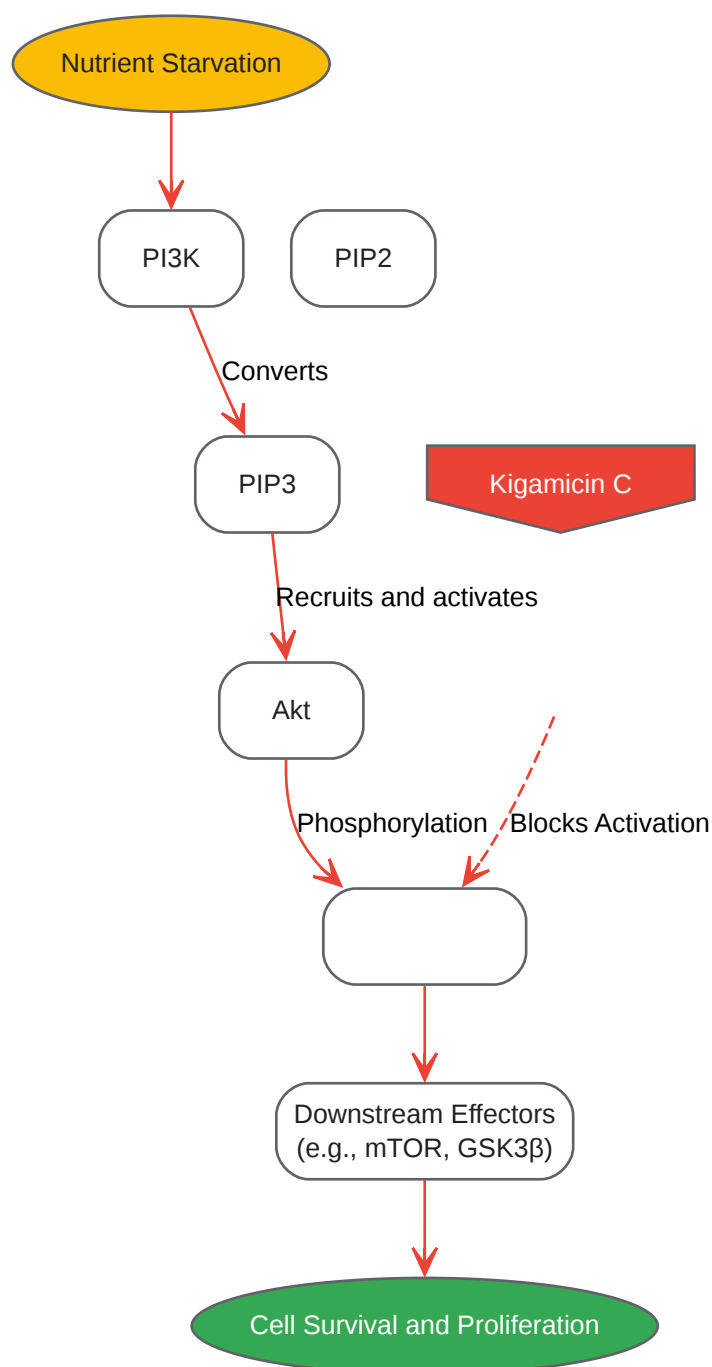 Nutrient Starvation
PI3K
PIP2
Converts
PIP3
Kigamicin C
Recruits and activates
Akt
Phosphorylation
Blocks Activation
Downstream Effectors
(e.g., mTOR, GSK3β)
Cell Survival and Proliferation